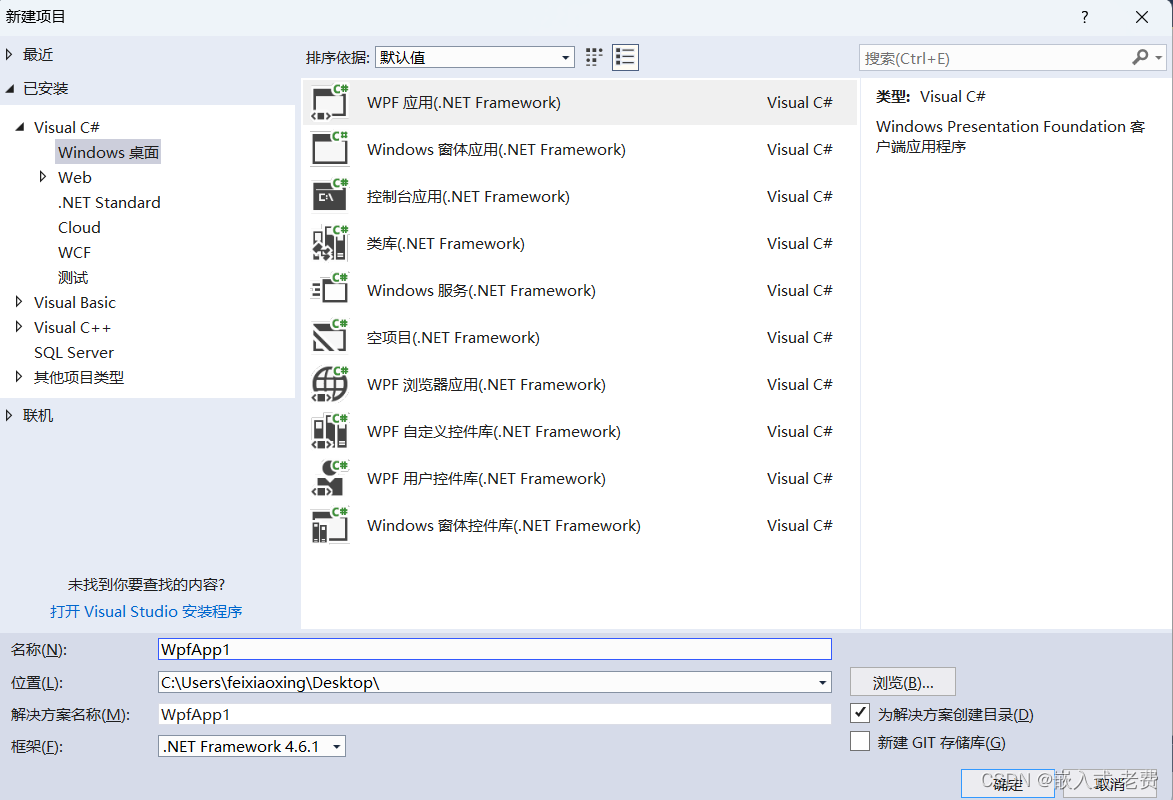 新建项目
?
最近
排序依据: 默认值
搜索(Ctrl+E)
已安装
Visual C#
Windows 桌面
Web
.NET Standard
Cloud
WCF
测试
Visual Basic
Visual C++
SQL Server
其他项目类型
联机
未找到你要查找的内容?
打开 Visual Studio 安装程序
C# WPF 应用(.NET Framework) Visual C#
C# Windows 窗体应用(.NET Framework) Visual C#
C# C:\ 控制台应用(.NET Framework) Visual C#
C# 类库(.NET Framework) Visual C#
C# Windows 服务(.NET Framework) Visual C#
C# 空项目(.NET Framework) Visual C#
C# WPF 浏览器应用(.NET Framework) Visual C#
C# WPF 自定义控件库(.NET Framework) Visual C#
C# WPF 用户控件库(.NET Framework) Visual C#
C# Windows 窗体控件库(.NET Framework) Visual C#
类型: Visual C#
Windows Presentation Foundation 客
户端应用程序
名称(N): WpfApp1
位置(L): C:\Users\feixiaoxing\Desktop\ 浏览(B)...
解决方案名称(M): WpfApp1 为解决方案创建目录(D)
框架(F): .NET Framework 4.6.1 新建 GIT 存储库(G)
确定 取消
CSDN @嵌入式-老费